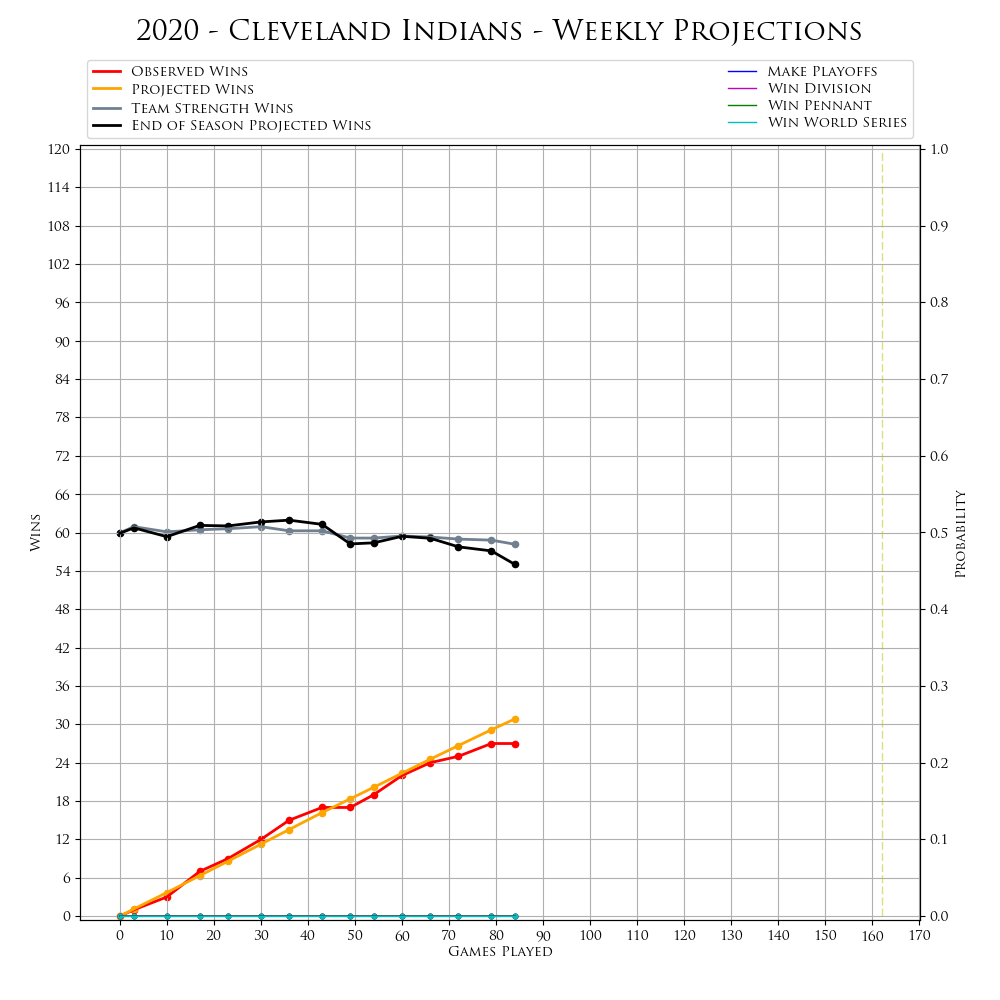 2020 - Cleveland Indians - Weekly Projections
Observed Wins
Projected Wins
Team Strength Wins
End of Season Projected Wins
Make Playoffs
Win Division
Win Pennant
Win World Series
120
114
108
102
96
90
84
78
72
66
60
54
48
42
36
30
24
18
12
6
0
Wins
1.0
0.9
0.8
0.7
0.6
0.5
0.4
0.3
0.2
0.1
0.0
Probability
0 10 20 30 40 50 60 70 80 90 100 110 120 130 140 150 160 170
Games Played